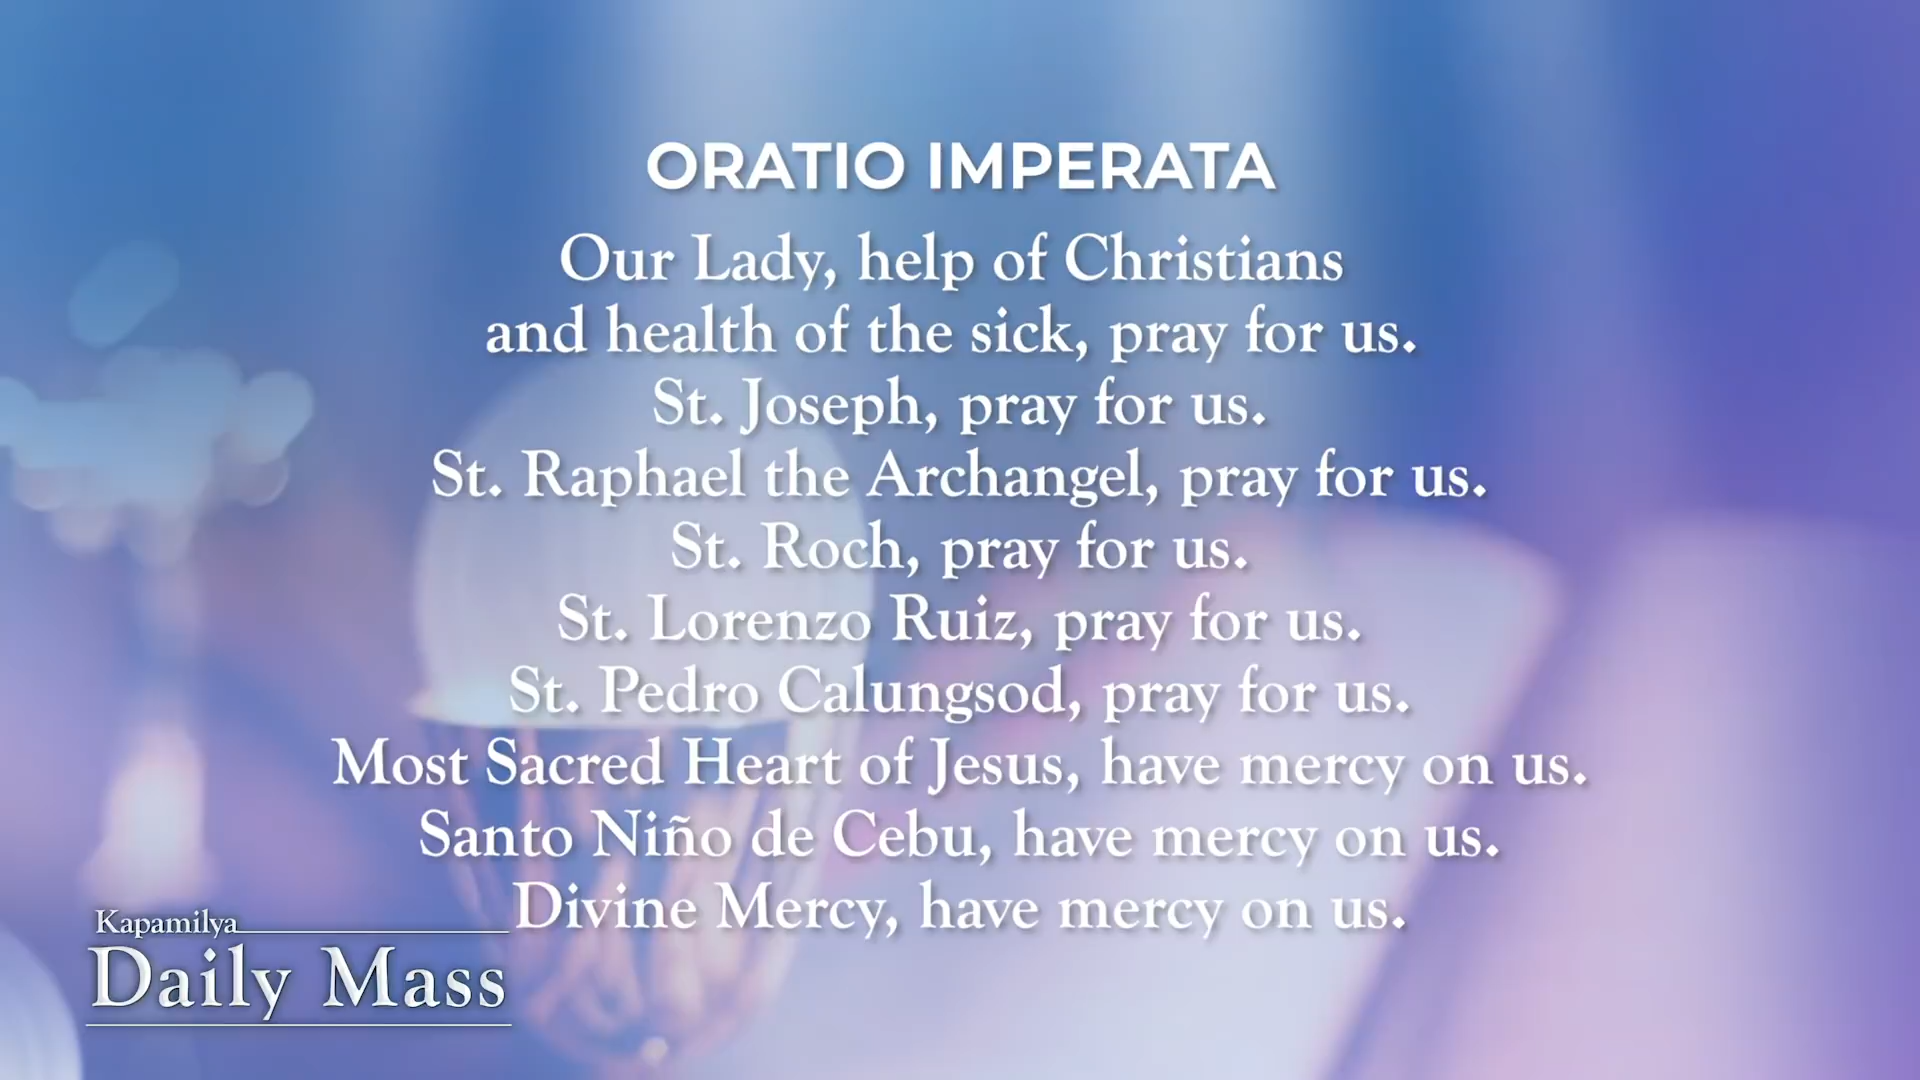 ORATIO IMPERATA
Our Lady, help of Christians
and health of the sick, pray for us.
St. Joseph, pray for us.
St. Raphael the Archangel, pray for us.
St. Roch, pray for us.
St. Lorenzo Ruiz, pray for us.
St. Pedro Calungsod, pray for us.
Most Sacred Heart of Jesus, have mercy on us.
Santo Niño de Cebu, have mercy on us.
Divine Mercy, have mercy on us.
Kapamilya
Daily Mass